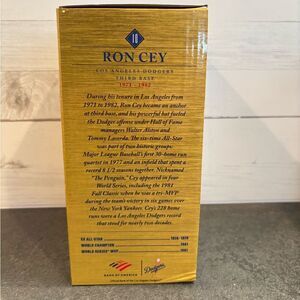 10
RON CEY
LOS ANGELES DODGERS
THIRD BASE
1971 - 1982
During his tenure in Los Angeles from
1971 to 1982, Ron Cey became an anchor
at third base, and his powerful bat fueled
the Dodger offense under Hall of Fame
managers Walter Alston and
Tommy Lasorda. The six-time All-Star
was part of two historic groups:
Major League Baseball's first 30-home run
quartet in 1977 and an infield that spent a
record 8 1/2 seasons together. Nicknamed
"The Penguin," Cey appeared in four
World Series, including the 1981
Fall Classic when he was a tri-MVP
during the team's victory in six games over
the New York Yankees. Cey's 228 home
runs were a Los Angeles Dodgers record
that stood for nearly two decades.
6X ALL-STAR 1974 - 1979
WORLD CHAMPION 1981
WORLD SERIES MVP 1981
BANK OF AMERICA
Dodgers
Official Bank of the Los Angeles Dodgers